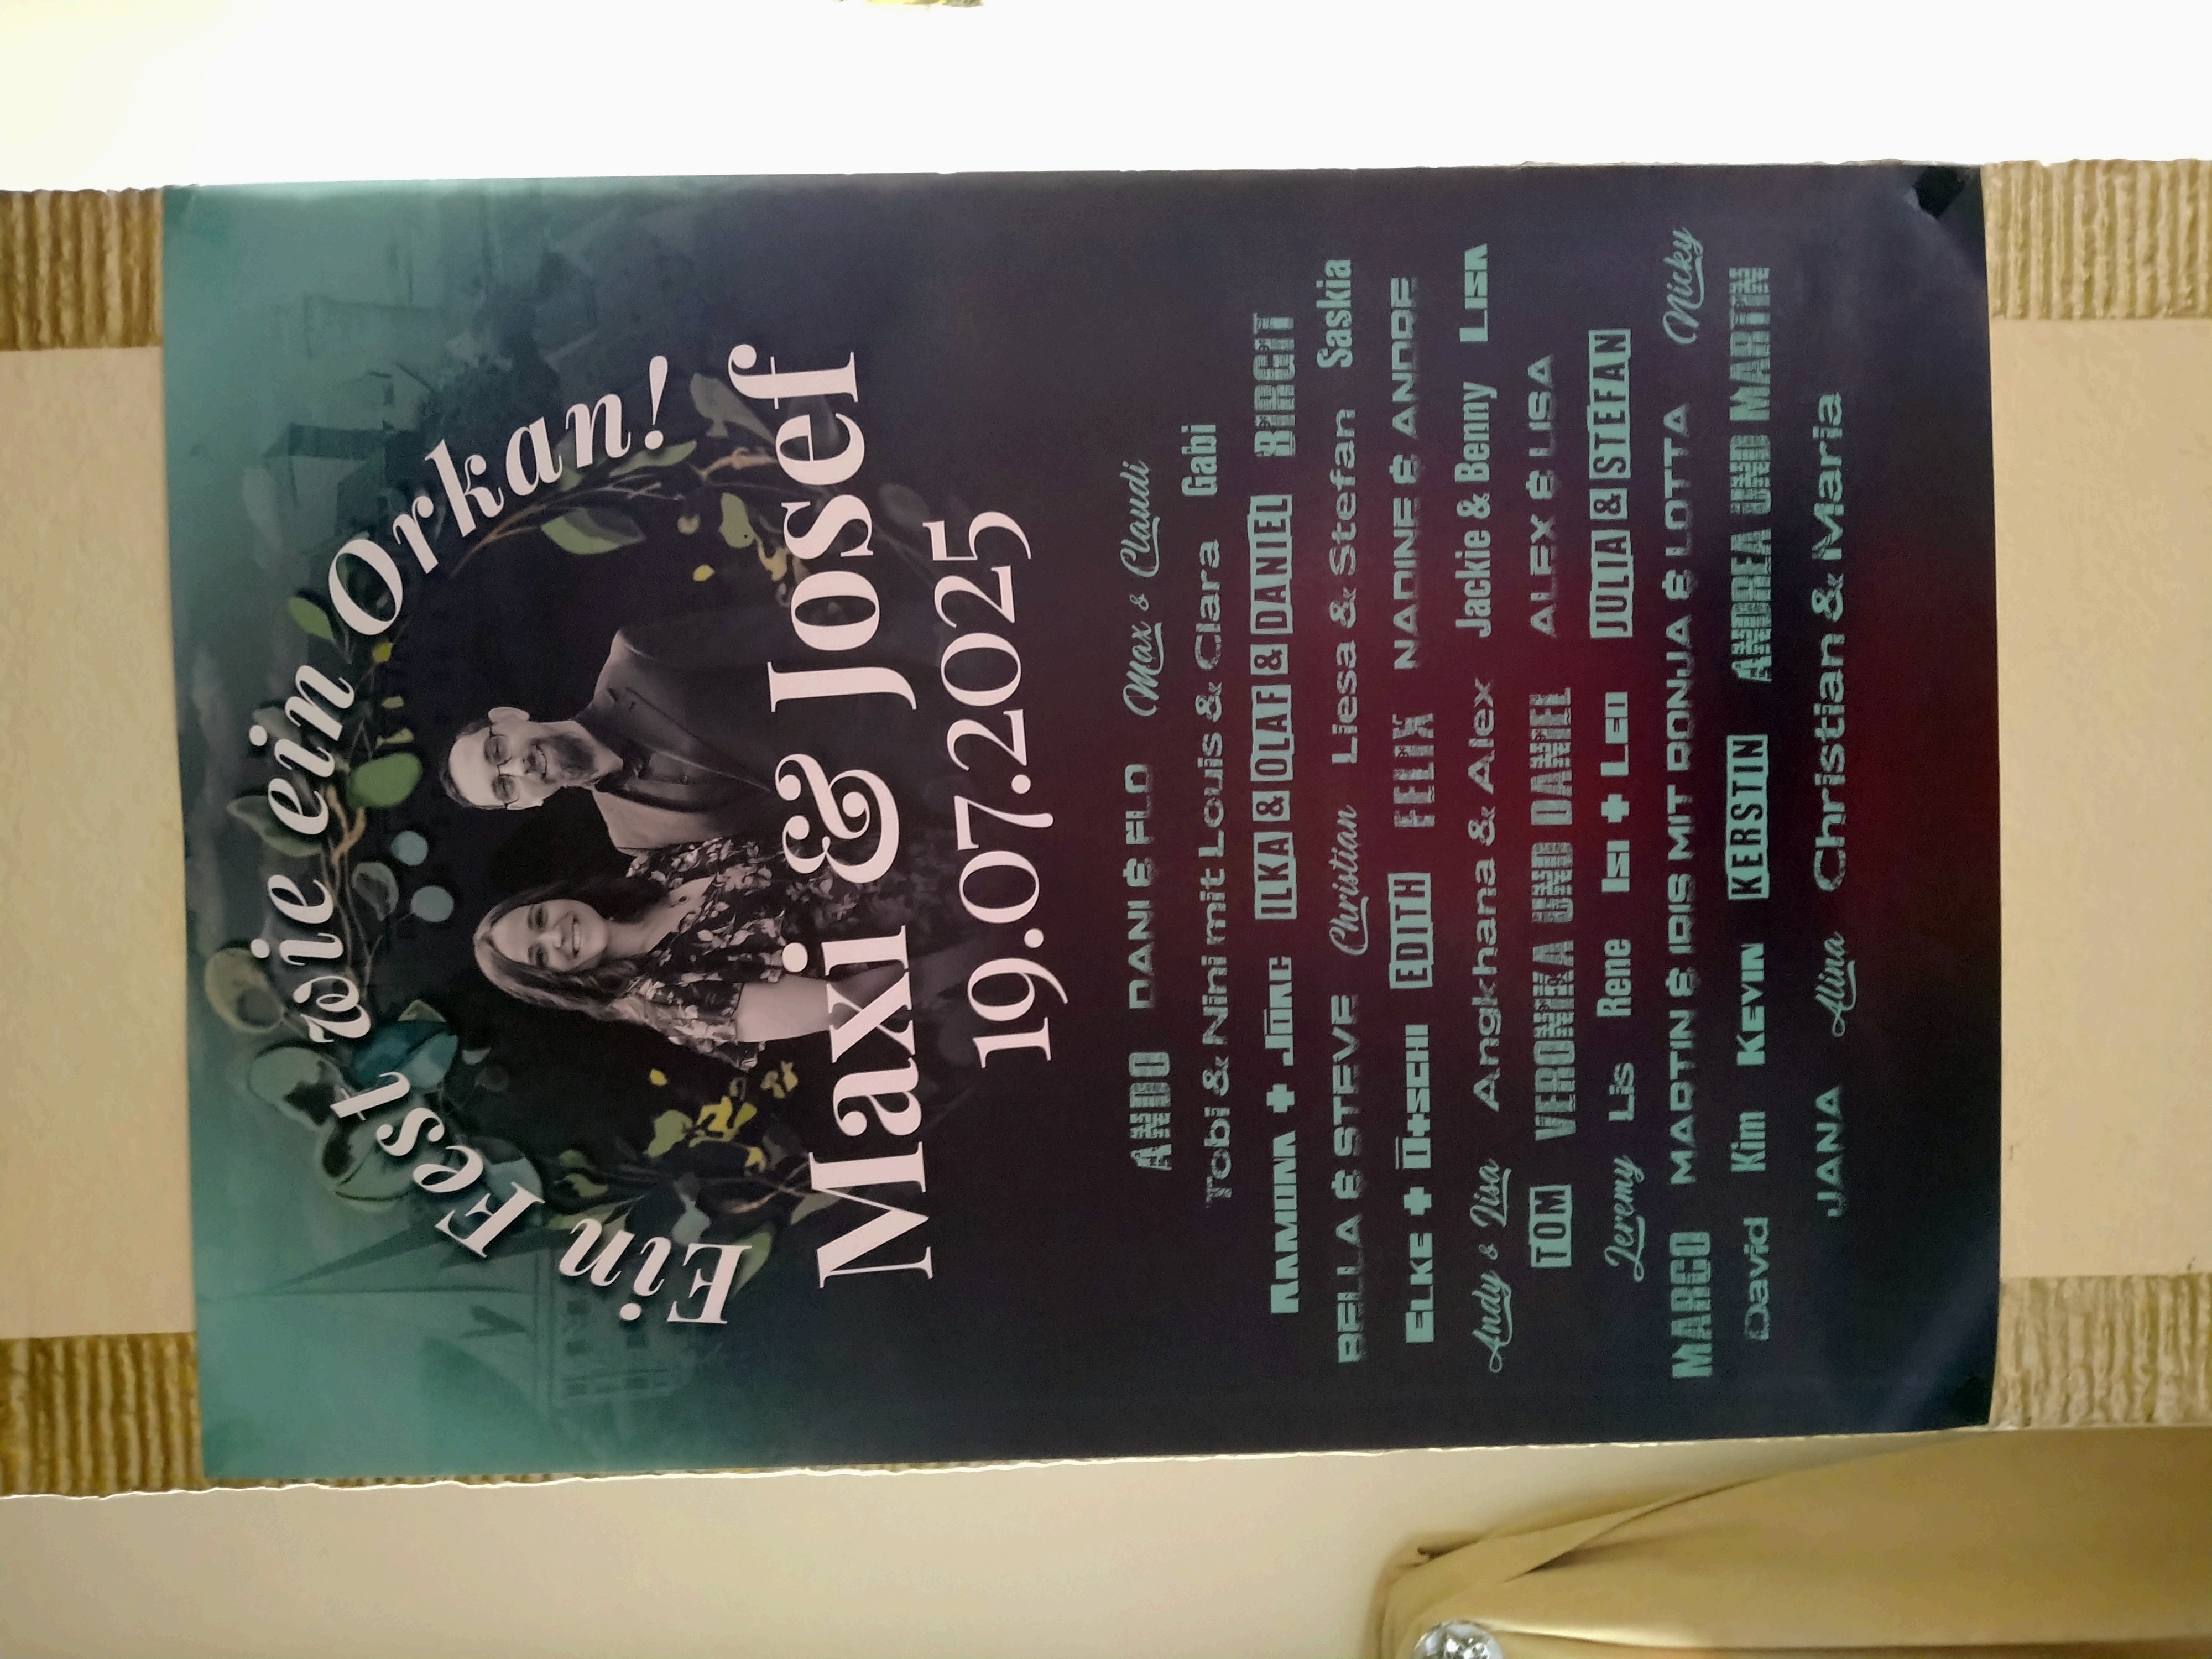 Ein Fest wie ein Orkan!
Maxi & Josef
19.07.2025
ANDO DANI & FLO Max & Claudi
Tobi & Nini mit Louis & Clara Gabi
RAMONA + JÖRG ILKA & OLAF & DANIEL BIRGIT
BELLA & STEVE Christian Liesa & Stefan Saskia
ELKE + Ö+SCHI EDITH FELIX NADINE & ANDRE
Andy & Lisa Angkhana & Alex Jackie & Benny LISA
TOM VERONIKA UND DANIEL ALEX & LISA
Jeremy Lis Rene ISI + LEO JULIA & STEFAN
MARCO MARTIN & IRIS MIT RONJA & LOTTA Nicky
David Kim KEVIN KERSTIN ANDREA UND MARTIN
JANA Alina Christian & Maria